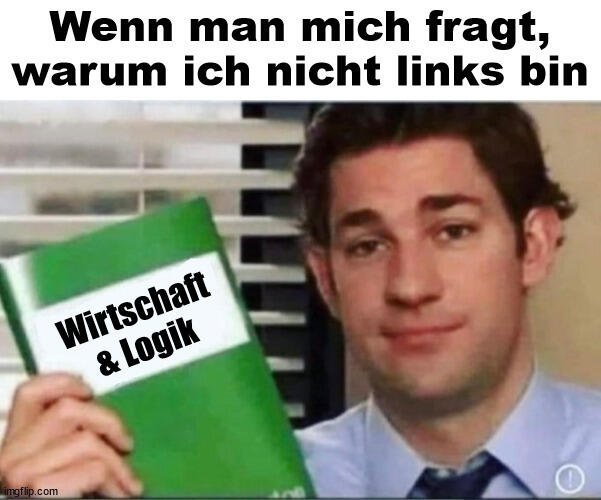 Wenn man mich fragt,
warum ich nicht links bin
Wirtschaft
& Logik
imgflip.com